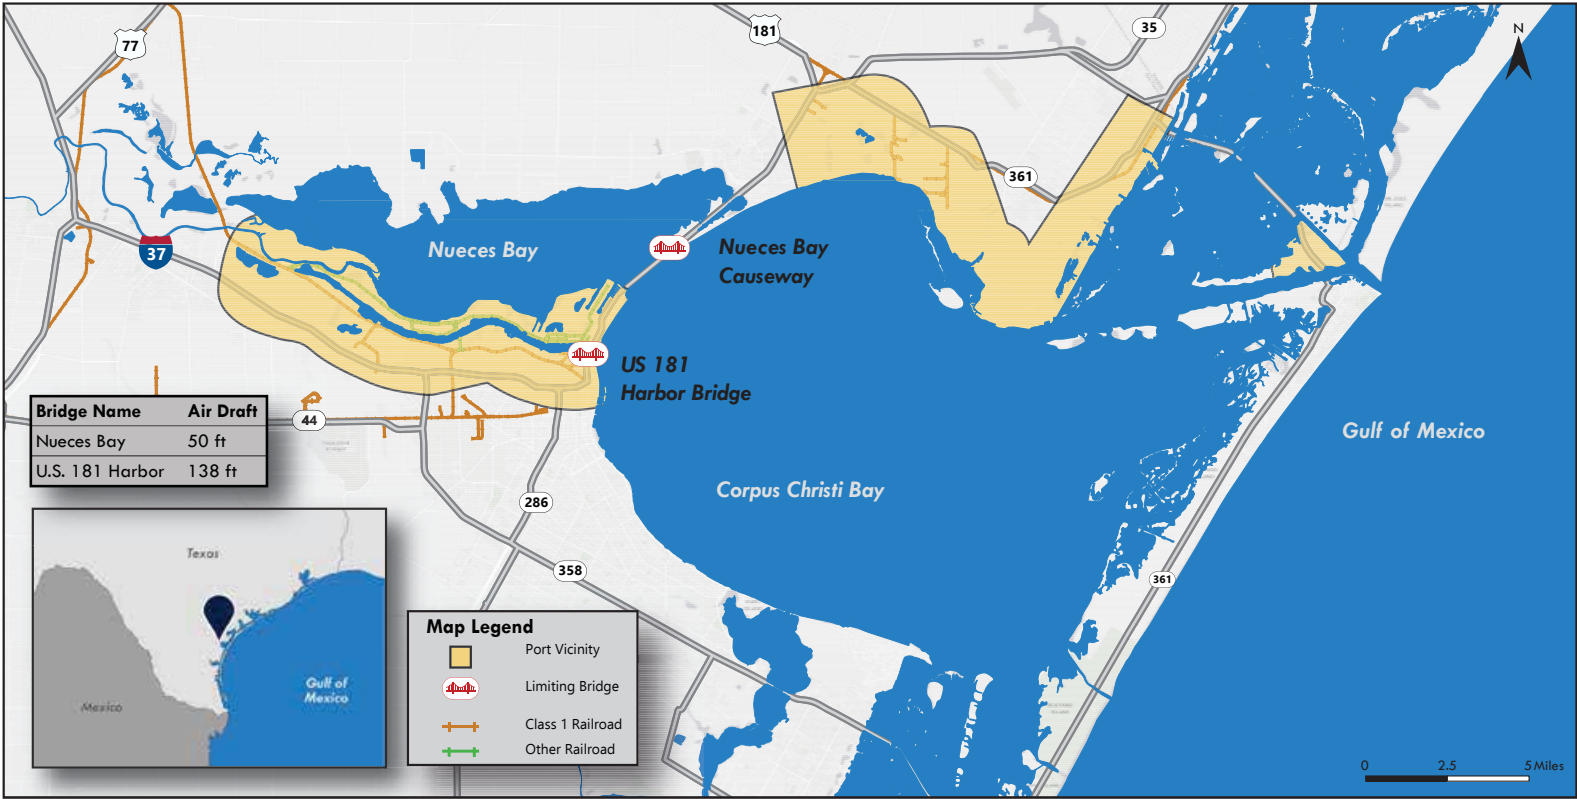 77
181
35
N
361
37
Nueces Bay
Nueces Bay
Causeway
US 181
Harbor Bridge
Bridge Name Air Draft
Nueces Bay 50 ft
U.S. 181 Harbor 138 ft
44
Gulf of Mexico
Corpus Christi Bay
286
358
361
Texas
Gulf of
Mexico
Mexico
Map Legend
Port Vicinity
Limiting Bridge
Class 1 Railroad
Other Railroad
0 2.5 5 Miles